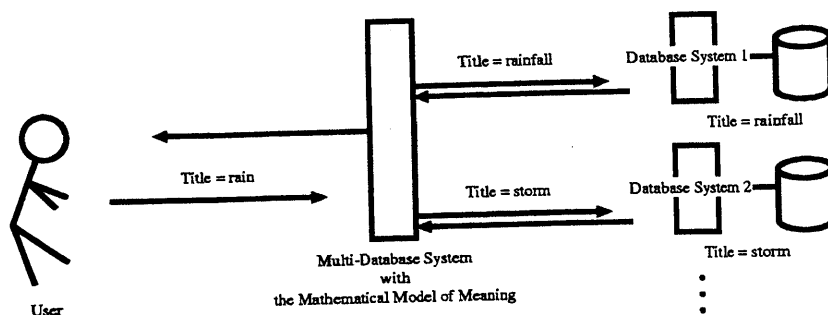 Title = rainfall
Database System 1
Title = rainfall
Title = rain
Title = storm
Database System 2
Title = storm
Multi-Database System
with
the Mathematical Model of Meaning
User